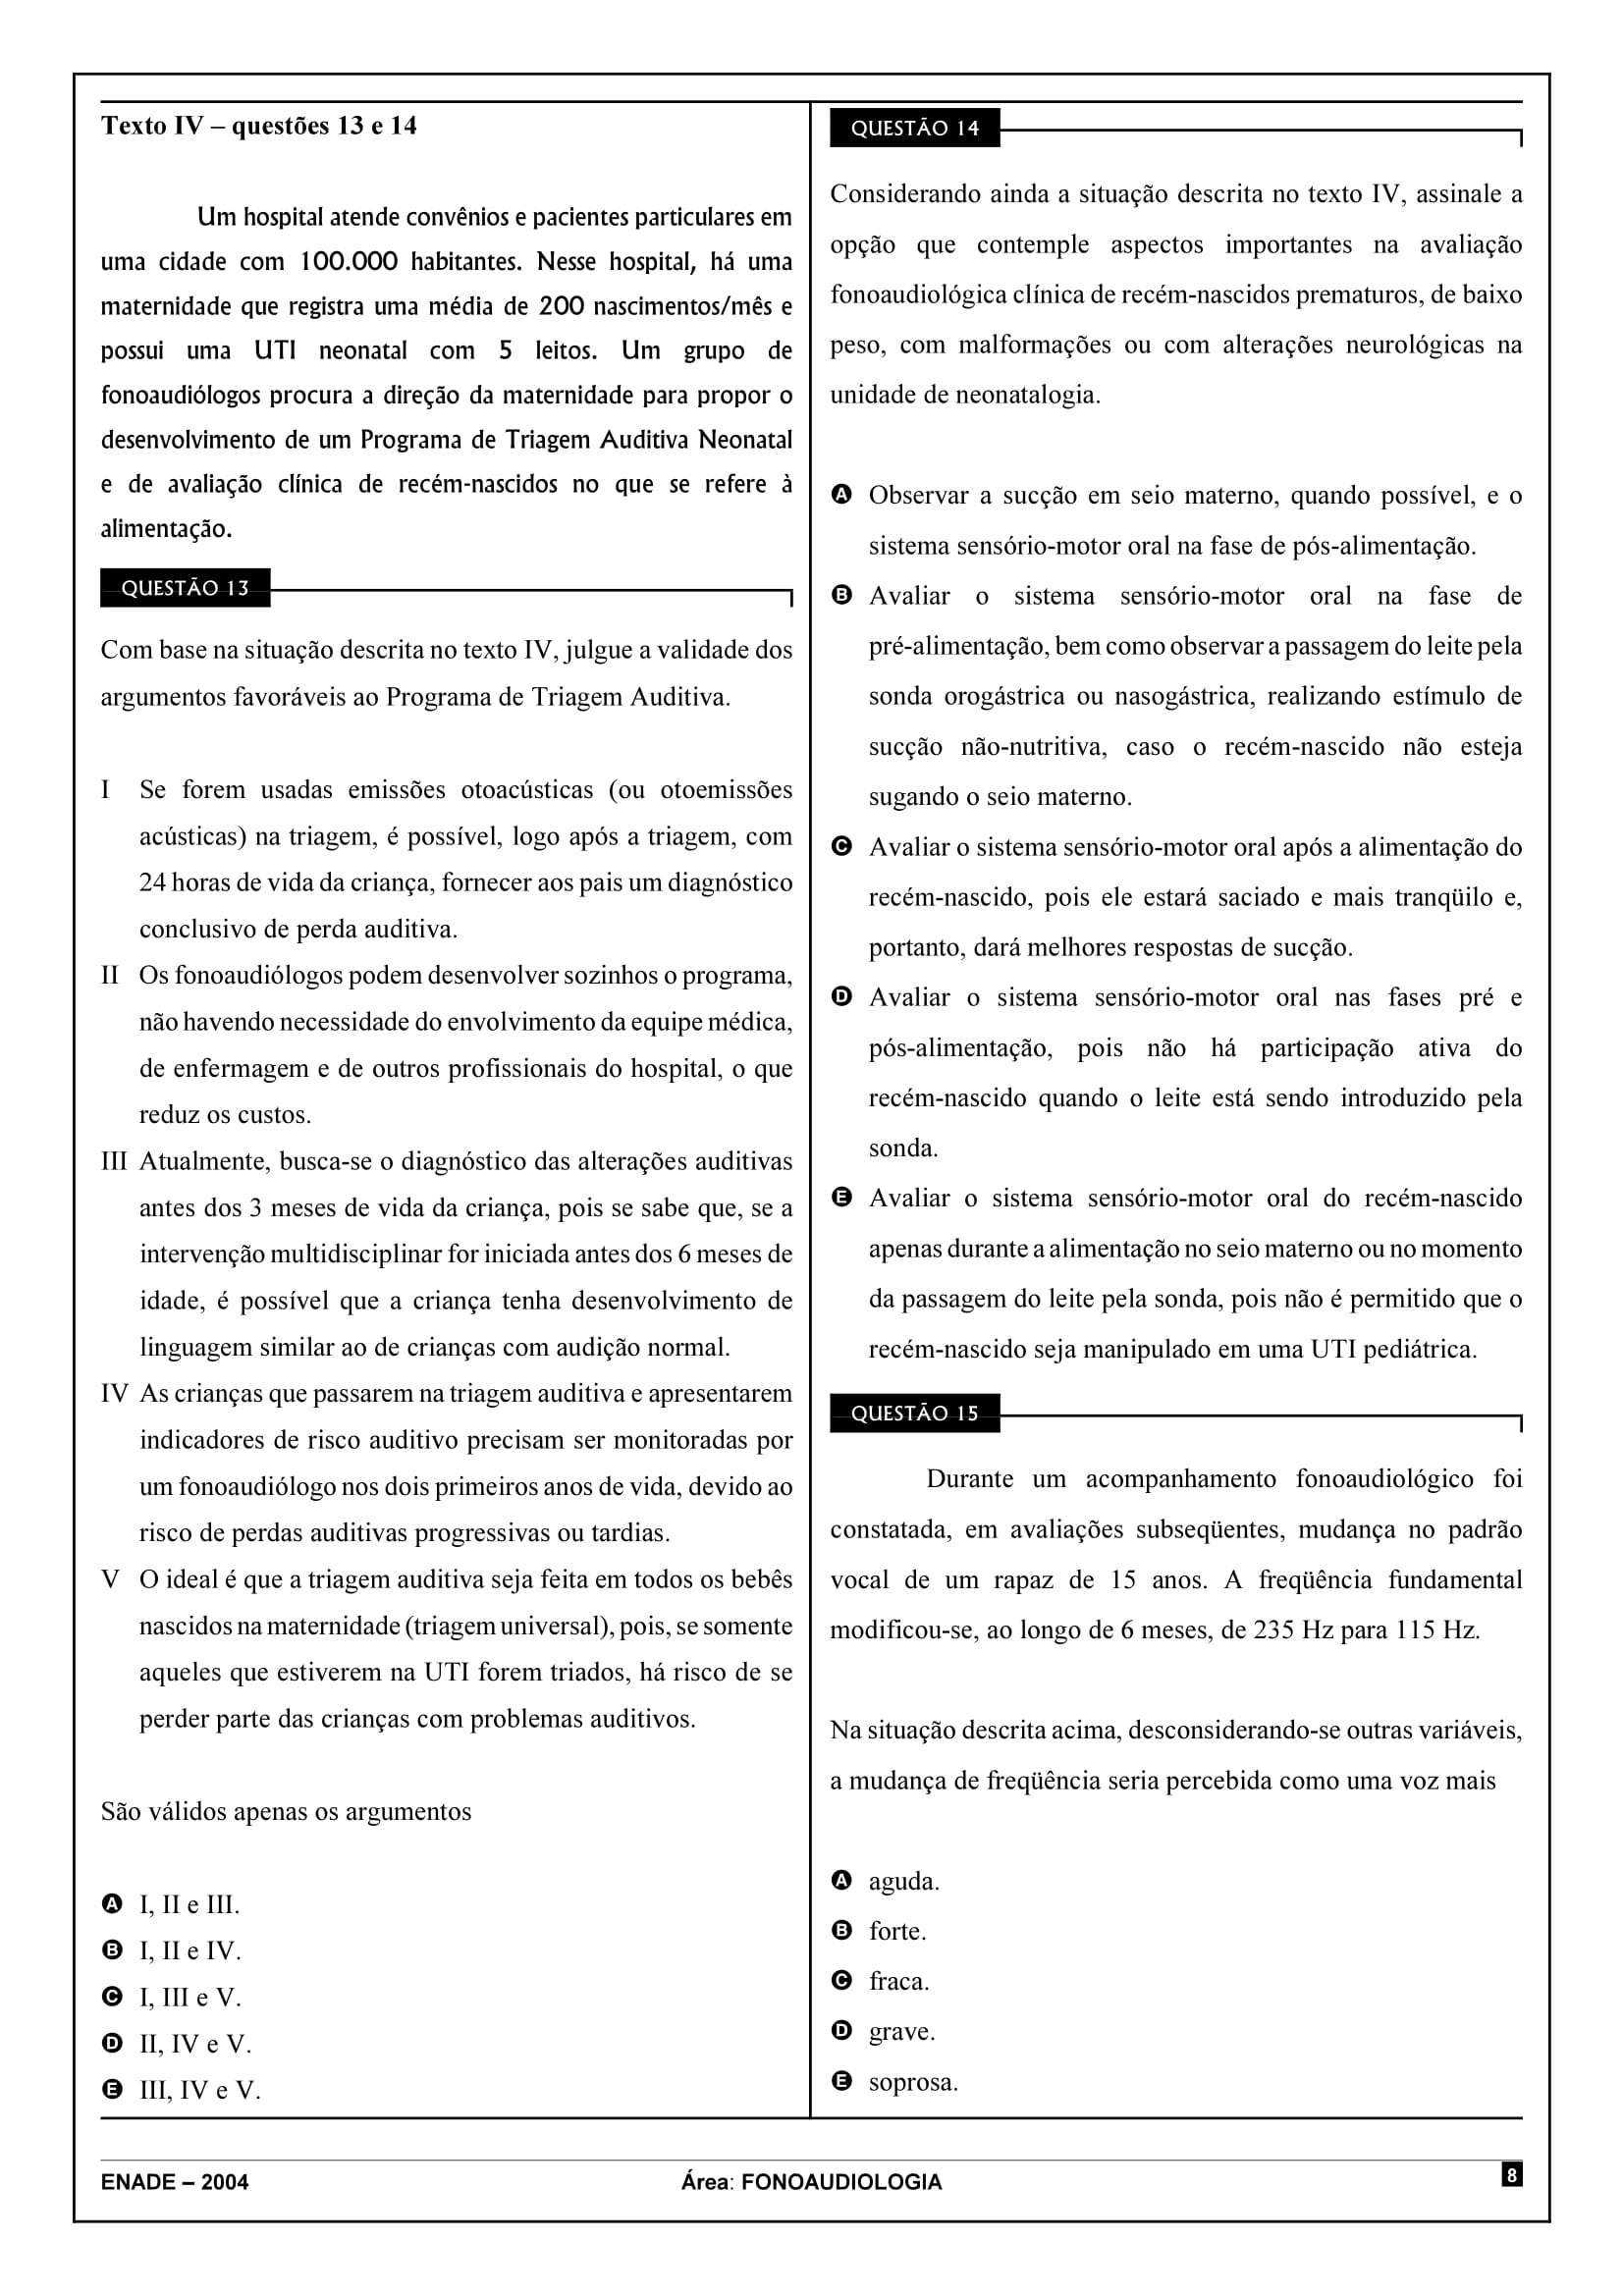 Texto IV – questões 13 e 14
Um hospital atende convênios e pacientes particulares em
uma cidade com 100.000 habitantes. Nesse hospital, há uma
maternidade que registra uma média de 200 nascimentos/mês e
possui uma UTI neonatal com 5 leitos. Um grupo de
fonoaudiólogos procura a direção da maternidade para propor o
desenvolvimento de um Programa de Triagem Auditiva Neonatal
e de avaliação clínica de recém-nascidos no que se refere à
alimentação.
QUESTÃO 13
Com base na situação descrita no texto IV, julgue a validade dos
argumentos favoráveis ao Programa de Triagem Auditiva.
I Se forem usadas emissões otoacústicas (ou otoemissões
acústicas) na triagem, é possível, logo após a triagem, com
24 horas de vida da criança, fornecer aos pais um diagnóstico
conclusivo de perda auditiva.
II Os fonoaudiólogos podem desenvolver sozinhos o programa,
não havendo necessidade do envolvimento da equipe médica,
de enfermagem e de outros profissionais do hospital, o que
reduz os custos.
III Atualmente, busca-se o diagnóstico das alterações auditivas
antes dos 3 meses de vida da criança, pois se sabe que, se a
intervenção multidisciplinar for iniciada antes dos 6 meses de
idade, é possível que a criança tenha desenvolvimento de
linguagem similar ao de crianças com audição normal.
IV As crianças que passarem na triagem auditiva e apresentarem
indicadores de risco auditivo precisam ser monitoradas por
um fonoaudiólogo nos dois primeiros anos de vida, devido ao
risco de perdas auditivas progressivas ou tardias.
V O ideal é que a triagem auditiva seja feita em todos os bebês
nascidos na maternidade (triagem universal), pois, se somente
aqueles que estiverem na UTI forem triados, há risco de se
perder parte das crianças com problemas auditivos.
São válidos apenas os argumentos
A I, II e III.
B I, II e IV.
C I, III e V.
D II, IV e V.
E III, IV e V.
QUESTÃO 14
Considerando ainda a situação descrita no texto IV, assinale a
opção que contemple aspectos importantes na avaliação
fonoaudiológica clínica de recém-nascidos prematuros, de baixo
peso, com malformações ou com alterações neurológicas na
unidade de neonatalogia.
A Observar a sucção em seio materno, quando possível, e o
sistema sensório-motor oral na fase de pós-alimentação.
B Avaliar o sistema sensório-motor oral na fase de
pré-alimentação, bem como observar a passagem do leite pela
sonda orogástrica ou nasogástrica, realizando estímulo de
sucção não-nutritiva, caso o recém-nascido não esteja
sugando o seio materno.
C Avaliar o sistema sensório-motor oral após a alimentação do
recém-nascido, pois ele estará saciado e mais tranqüilo e,
portanto, dará melhores respostas de sucção.
D Avaliar o sistema sensório-motor oral nas fases pré e
pós-alimentação, pois não há participação ativa do
recém-nascido quando o leite está sendo introduzido pela
sonda.
E Avaliar o sistema sensório-motor oral do recém-nascido
apenas durante a alimentação no seio materno ou no momento
da passagem do leite pela sonda, pois não é permitido que o
recém-nascido seja manipulado em uma UTI pediátrica.
QUESTÃO 15
Durante um acompanhamento fonoaudiológico foi
constatada, em avaliações subseqüentes, mudança no padrão
vocal de um rapaz de 15 anos. A freqüência fundamental
modificou-se, ao longo de 6 meses, de 235 Hz para 115 Hz.
Na situação descrita acima, desconsiderando-se outras variáveis,
a mudança de freqüência seria percebida como uma voz mais
A aguda.
B forte.
C fraca.
D grave.
E soprosa.
ENADE – 2004
Área: FONOAUDIOLOGIA
8